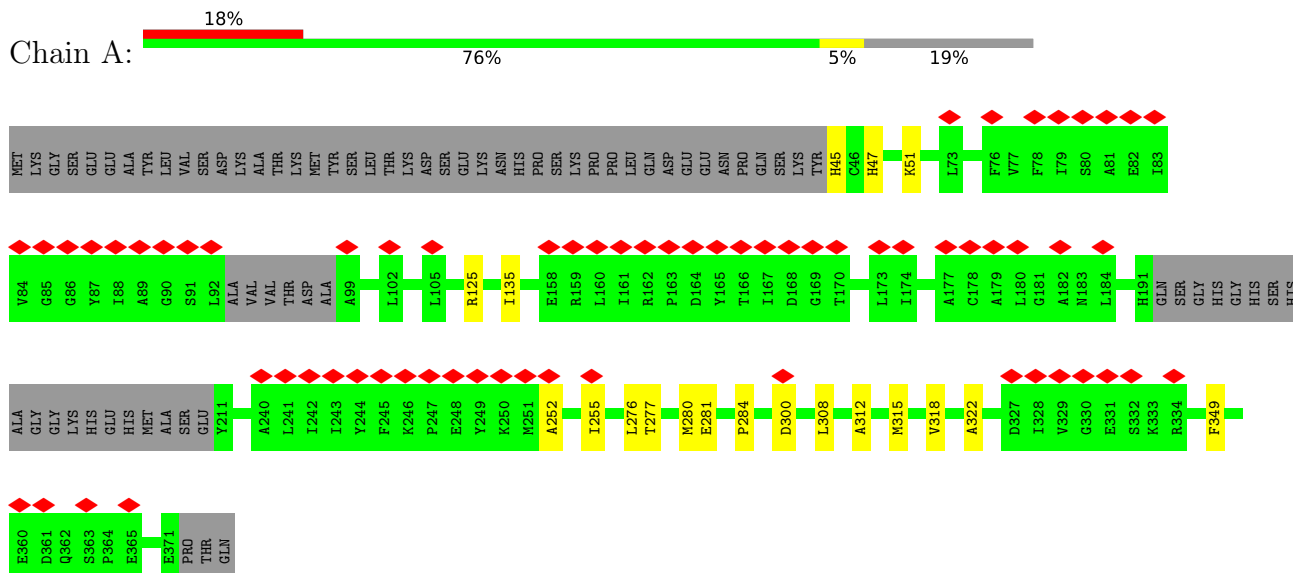 18%
Chain A:
76% 5% 19%
MET LYS GLY SER GLU GLU ALA TYR LEU VAL SER ASP LYS ALA THR LYS MET TYR SER LEU THR LYS ASP SER GLU LYS ASN HIS PRO SER LYS PRO PRO LEU GLN ASP GLU GLU ASN PRO GLN SER LYS TYR H45 C46 H47 K51 L73 F76 V77 F78 I79 S80 A81 E82 I83
V84 G85 G86 Y87 I88 A89 G90 S91 L92 ALA VAL VAL THR ASP ALA A99 L102 L105 R125 I135 E158 R159 L160 I161 R162 P163 D164 Y165 T166 I167 D168 G169 T170 L173 I174 A177 C178 A179 L180 G181 A182 N183 L184 H191 GLN SER GLY HIS GLY HIS SER HIS
ALA GLY GLY LYS HIS GLU HIS MET ALA SER GLU Y211 A240 L241 I242 I243 Y244 F245 K246 P247 E248 Y249 K250 M251 A252 I255 L276 T277 M280 E281 P284 D300 L308 A312 M315 V318 A322 D327 I328 V329 G330 E331 S332 K333 R334 F349
E360 D361 Q362 S363 P364 E365 E371 PRO THR GLN